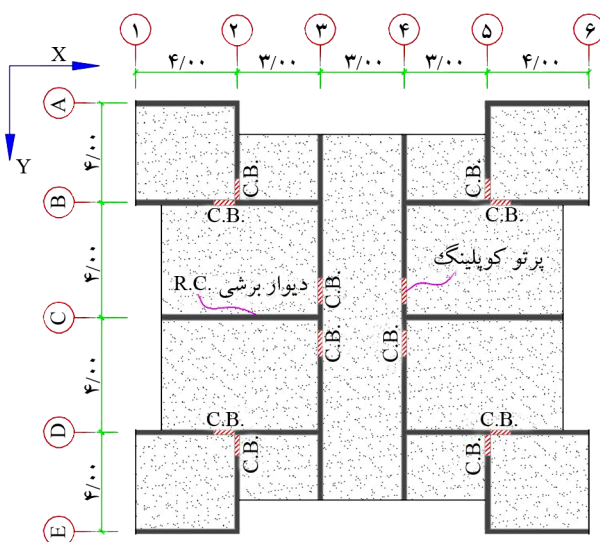 ۱ ۲ ۳ ۴ ۵ ۶
X
۴/۰۰ ۳/۰۰ ۳/۰۰ ۳/۰۰ ۴/۰۰
Y
A
۴/۰۰
C.B. C.B.
B
C.B. C.B.
۴/۰۰
پرتو کوپلینگ
دیوار برشی R.C.
C.B.
C
C.B. C.B.
۴/۰۰
C.B. C.B.
D
C.B. C.B.
۴/۰۰
E